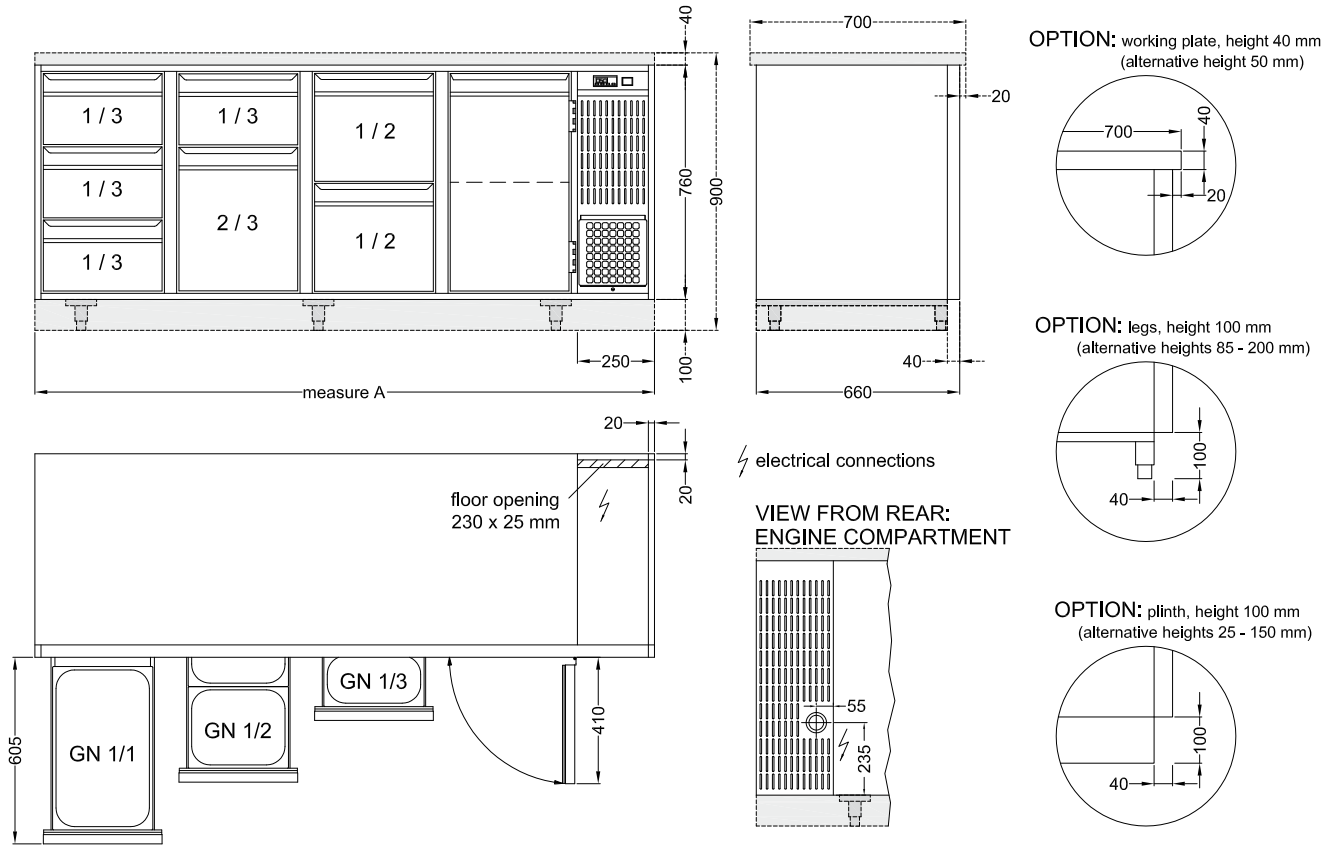 40
1 / 3
1 / 3
1 / 3
1 / 3
2 / 3
1 / 2
1 / 2
760
900
250
100
measure A
700
20
40
660
OPTION: working plate, height 40 mm
(alternative height 50 mm)
700
40
20
OPTION: legs, height 100 mm
(alternative heights 85 - 200 mm)
100
40
OPTION: plinth, height 100 mm
(alternative heights 25 - 150 mm)
100
40
20
20
floor opening
230 x 25 mm
GN 1/1
GN 1/2
GN 1/3
605
410
electrical connections
VIEW FROM REAR:
ENGINE COMPARTMENT
55
235